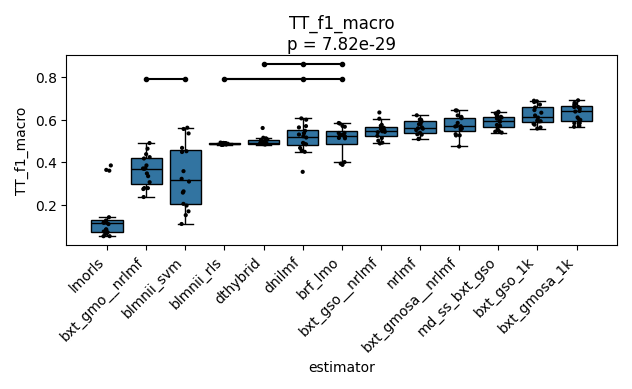 TT_f1_macro
p = 7.82e-29
TT_f1_macro
0.8
0.6
0.4
0.2
lmorls
bxt_gmo__nrlmf
blmnii_svm
blmnii_rls
dthybrid
dnilmf
brf_lmo
bxt_gso__nrlmf
nrlmf
bxt_gmosa__nrlmf
md_ss_bxt_gso
bxt_gso_1k
bxt_gmosa_1k
estimator